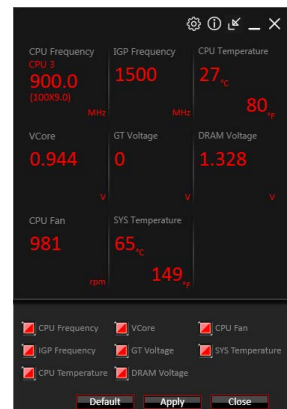 CPU Frequency IGP Frequency CPU Temperature
CPU 3
900.0 1500 27 °C
(100X9.0)
MHz MHz 80 °F
VCore GT Voltage DRAM Voltage
0.944 0 1.328
V V V
CPU Fan SYS Temperature
981 65 °C
rpm 149 °F
CPU Frequency VCore CPU Fan
IGP Frequency GT Voltage SYS Temperature
CPU Temperature DRAM Voltage
Default Apply Close